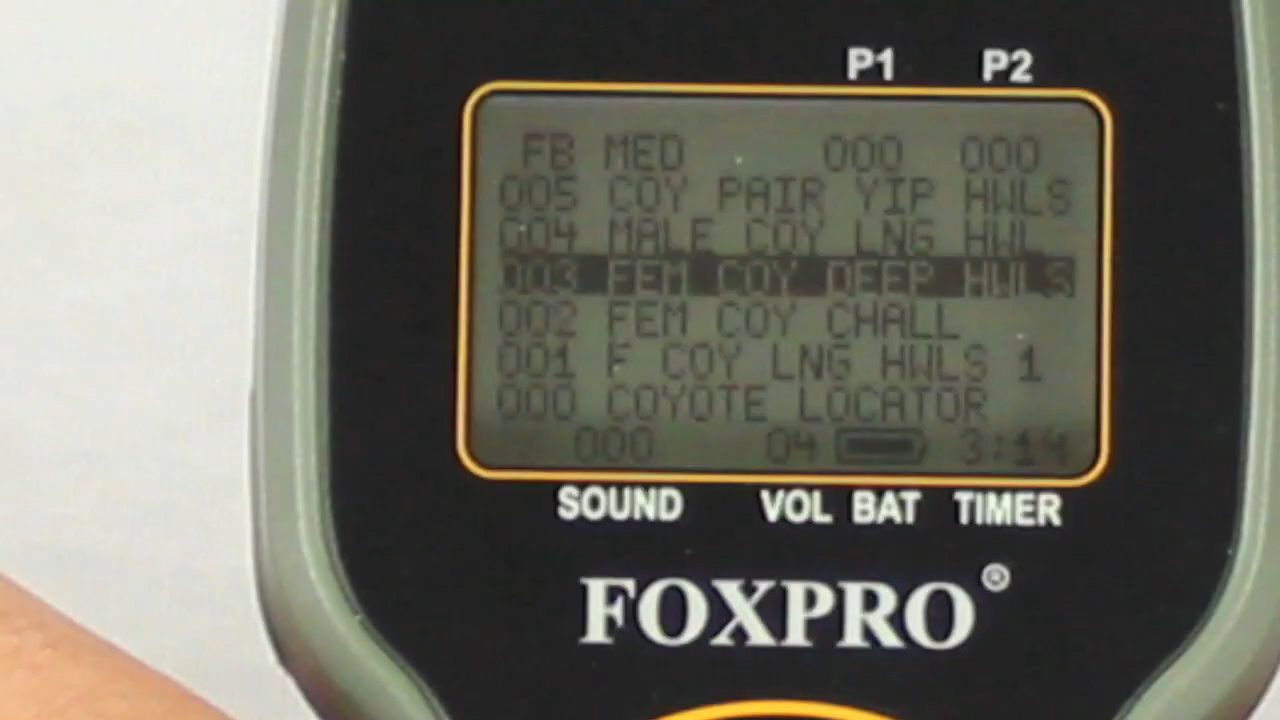 P1 P2
FB MED 000 000
005 COY PAIR YIP HWLS
004 MALE COY LNG HWL
003 FEM COY DEEP HWLS
002 FEM COY CHALL
001 F COY LNG HWLS 1
000 COYOTE LOCATOR
000 04 3:14
SOUND VOL BAT TIMER
FOXPRO®